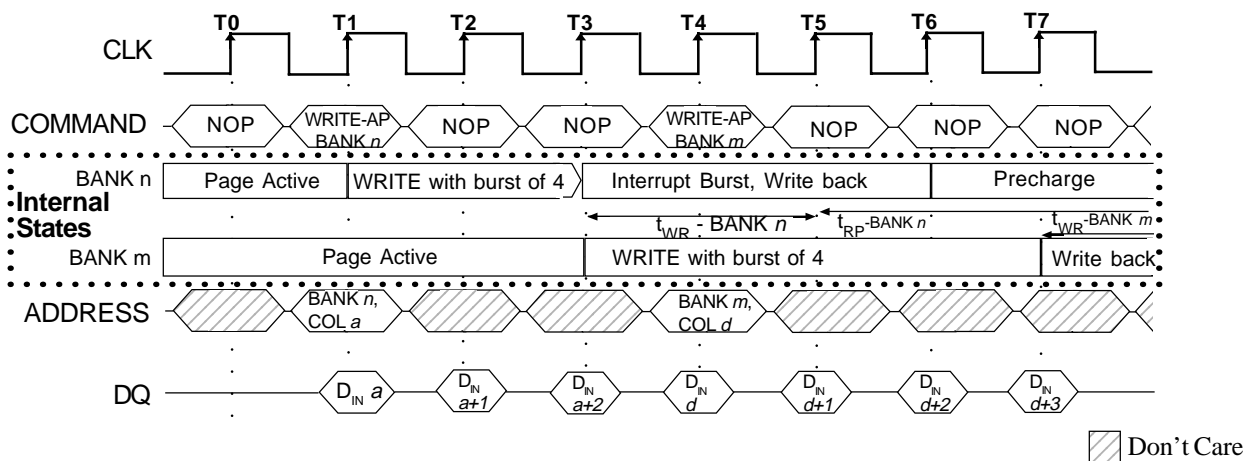 T0 T1 T2 T3 T4 T5 T6 T7
CLK
COMMAND NOP WRITE-AP BANK n NOP NOP WRITE-AP BANK m NOP NOP NOP
BANK n Page Active WRITE with burst of 4 Interrupt Burst, Write back Precharge
Internal States
tWR - BANK n tRP-BANK n tWR-BANK m
BANK m Page Active WRITE with burst of 4 Write back
ADDRESS BANK n, COL a BANK m, COL d
DQ DIN a DIN a+1 DIN a+2 DIN d DIN d+1 DIN d+2 DIN d+3
Don't Care